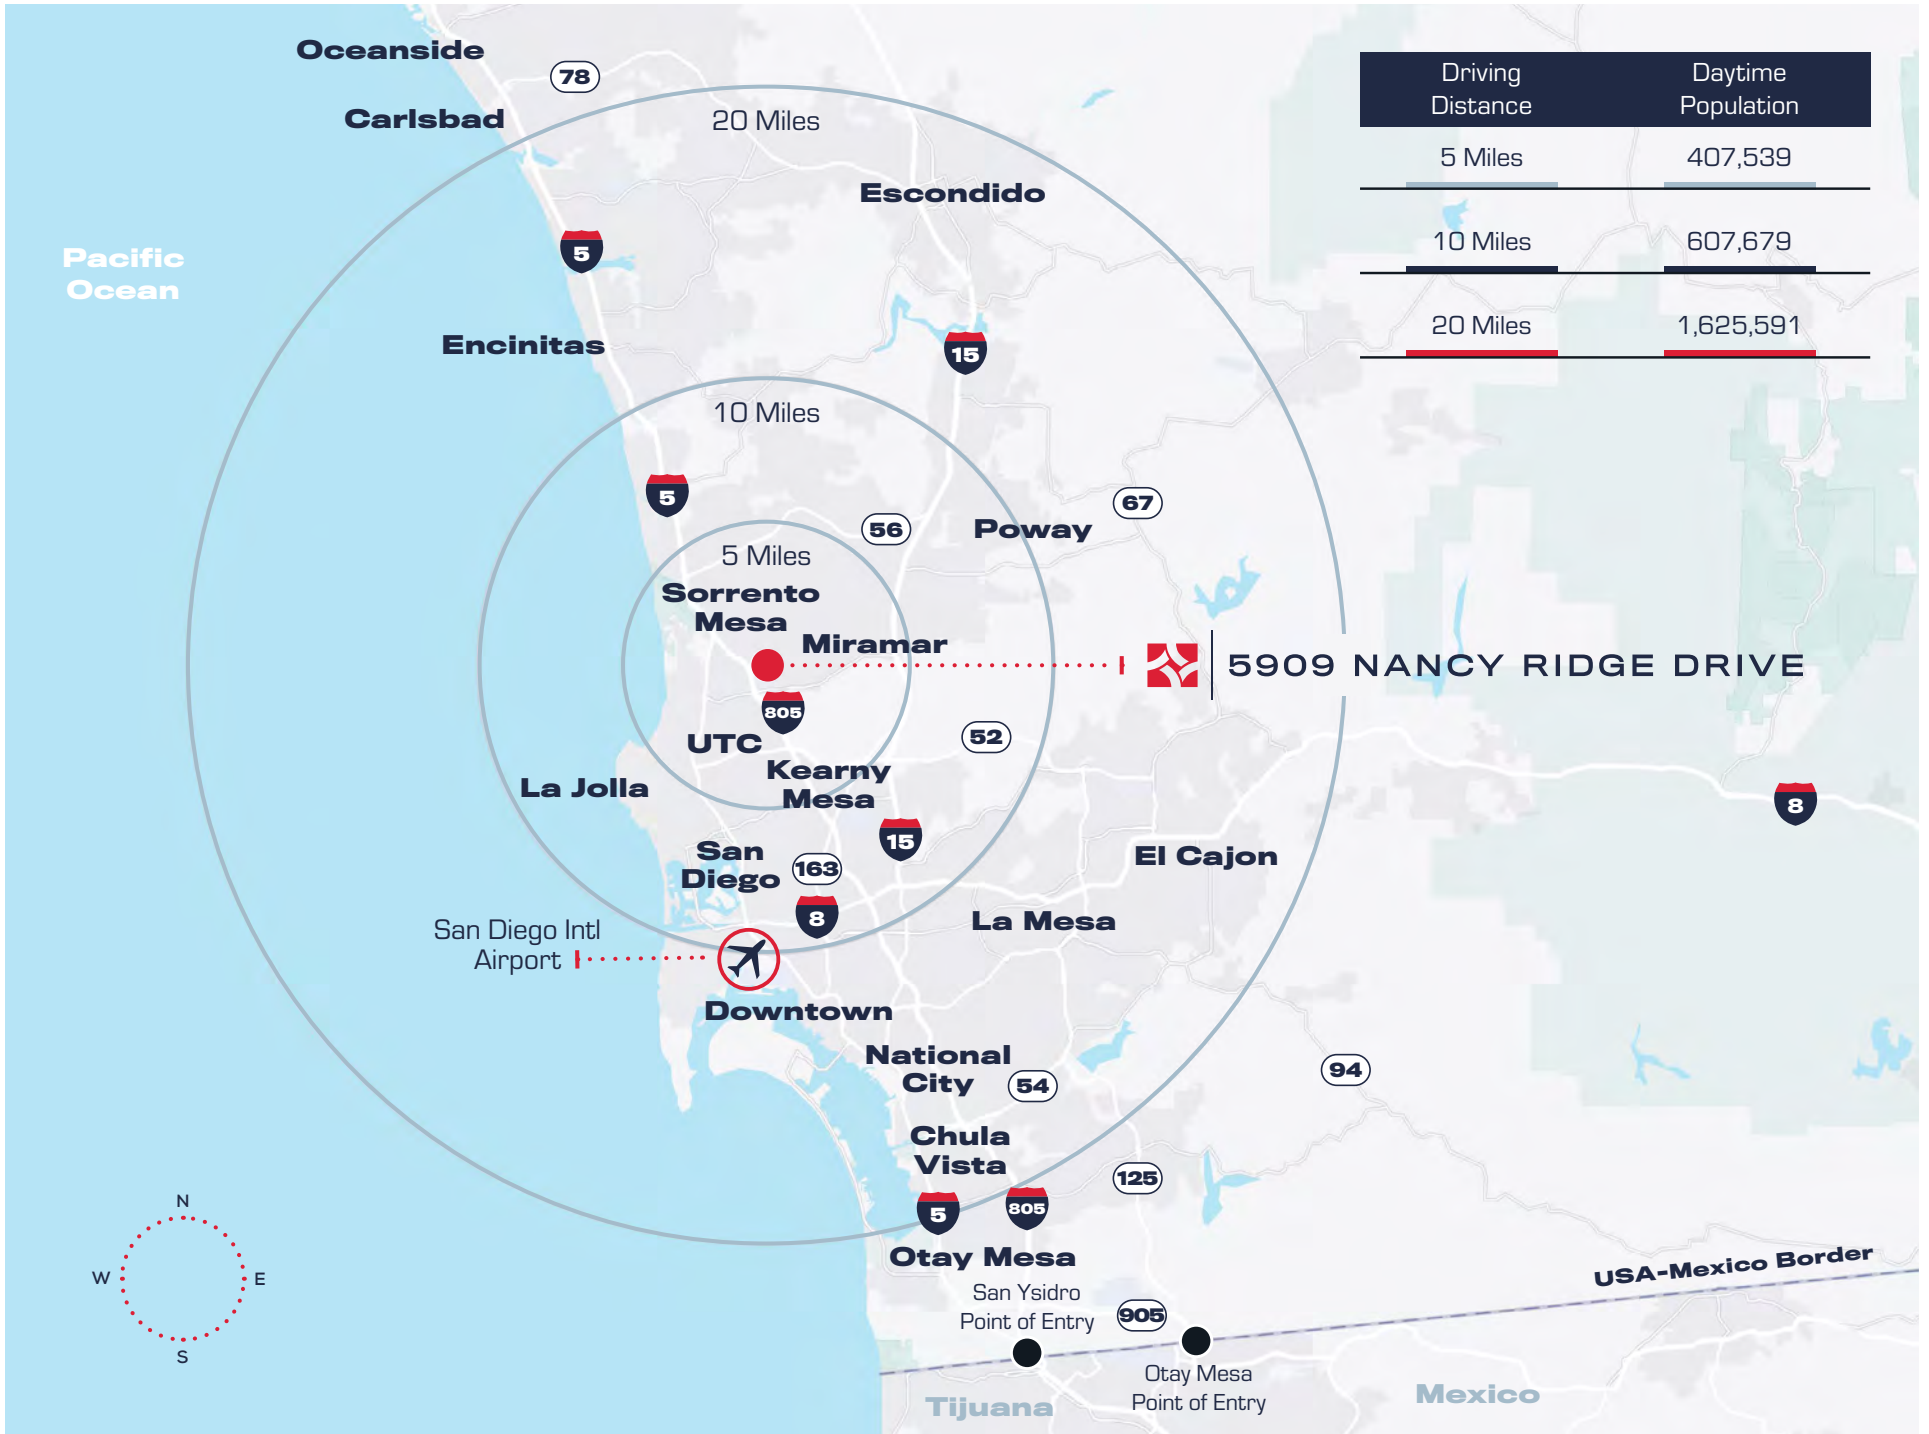 Oceanside
78
Carlsbad
20 Miles
Escondido
Pacific
Ocean
5
Encinitas
15
10 Miles
5
56
Poway
67
5 Miles
Sorrento
Mesa
Miramar
5909 NANCY RIDGE DRIVE
805
UTC
52
Kearny
Mesa
La Jolla
8
15
San
Diego
163
El Cajon
8
La Mesa
San Diego Intl
Airport
Downtown
National
City
54
94
Chula
Vista
125
5
805
Otay Mesa
San Ysidro
Point of Entry
905
USA-Mexico Border
Otay Mesa
Point of Entry
Tijuana
Mexico
N
W
E
S
Driving
Distance
Daytime
Population
5 Miles
407,539
10 Miles
607,679
20 Miles
1,625,591